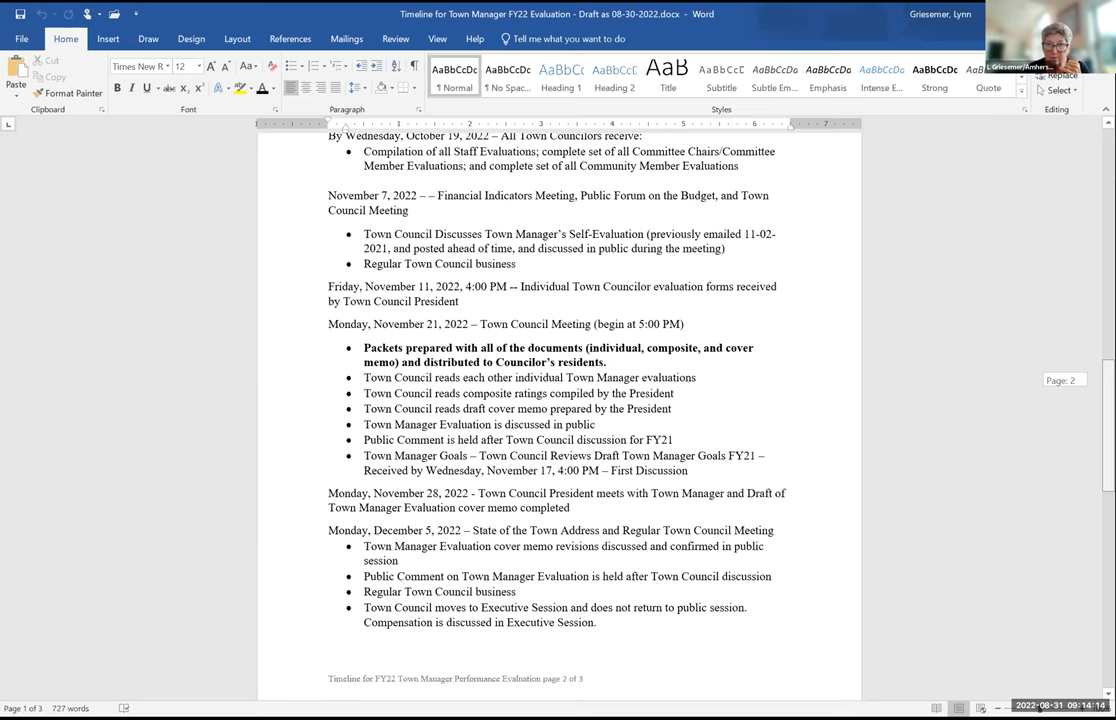 Timeline for Town Manager FY22 Evaluation - Draft as 08-30-2022.docx - Word
Griesemer, Lynn
File Home Insert Draw Design Layout References Mailings Review View Help Tell me what you want to do
Cut
Copy
Format Painter
Paste
Clipboard
Times New R 12
Paragraph
AaBbCcDc AaBbCcDc AaBbC AaBbCcD AaB AaBbCcD AaBbCcDc AaBbCcDc AaBbCcDc AaBbCcDc AaBbCcDc
¶ Normal ¶ No Spac... Heading 1 Heading 2 Title Subtitle Subtle Em... Emphasis Intense E... Strong Quote
Styles
Replace
Select
Editing
L Griesemer/Amhers...
By Wednesday, October 19, 2022 – All Town Councilors receive:
• Compilation of all Staff Evaluations; complete set of all Committee Chairs/Committee
Member Evaluations; and complete set of all Community Member Evaluations
November 7, 2022 – – Financial Indicators Meeting, Public Forum on the Budget, and Town
Council Meeting
• Town Council Discusses Town Manager's Self-Evaluation (previously emailed 11-02-
2021, and posted ahead of time, and discussed in public during the meeting)
• Regular Town Council business
Friday, November 11, 2022, 4:00 PM -- Individual Town Councilor evaluation forms received
by Town Council President
Monday, November 21, 2022 – Town Council Meeting (begin at 5:00 PM)
• Packets prepared with all of the documents (individual, composite, and cover
memo) and distributed to Councilor's residents.
• Town Council reads each other individual Town Manager evaluations
• Town Council reads composite ratings compiled by the President
• Town Council reads draft cover memo prepared by the President
• Town Manager Evaluation is discussed in public
• Public Comment is held after Town Council discussion for FY21
• Town Manager Goals – Town Council Reviews Draft Town Manager Goals FY21 –
Received by Wednesday, November 17, 4:00 PM – First Discussion
Monday, November 28, 2022 - Town Council President meets with Town Manager and Draft of
Town Manager Evaluation cover memo completed
Monday, December 5, 2022 – State of the Town Address and Regular Town Council Meeting
• Town Manager Evaluation cover memo revisions discussed and confirmed in public
session
• Public Comment on Town Manager Evaluation is held after Town Council discussion
• Regular Town Council business
• Town Council moves to Executive Session and does not return to public session.
Compensation is discussed in Executive Session.
Timeline for FY22 Town Manager Performance Evaluation page 2 of 3
Page: 2
Page 1 of 3 727 words
2022-08-31 09:14:14